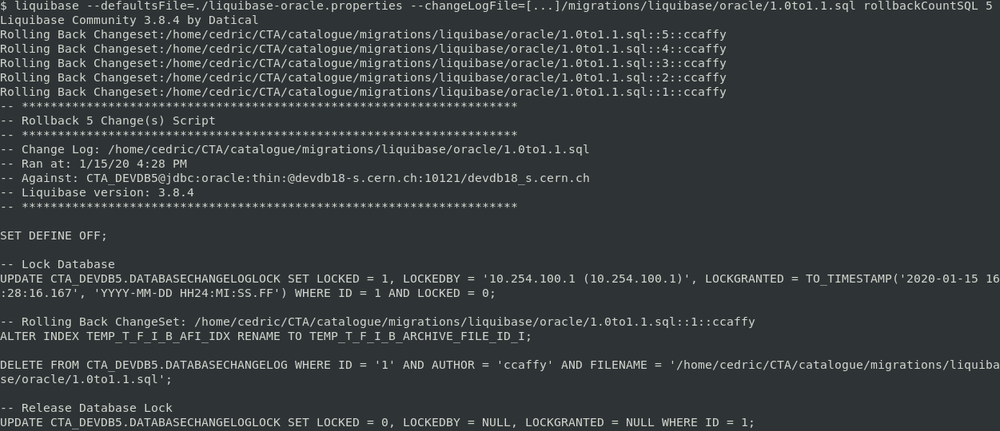 $ liquibase --defaultsFile=./liquibase-oracle.properties --changeLogFile=[...]/migrations/liquibase/oracle/1.0to1.1.sql rollbackCountSQL 5
Liquibase Community 3.8.4 by Datical
Rolling Back Changeset:/home/cedric/CTA/catalogue/migrations/liquibase/oracle/1.0to1.1.sql::5::ccaffy
Rolling Back Changeset:/home/cedric/CTA/catalogue/migrations/liquibase/oracle/1.0to1.1.sql::4::ccaffy
Rolling Back Changeset:/home/cedric/CTA/catalogue/migrations/liquibase/oracle/1.0to1.1.sql::3::ccaffy
Rolling Back Changeset:/home/cedric/CTA/catalogue/migrations/liquibase/oracle/1.0to1.1.sql::2::ccaffy
Rolling Back Changeset:/home/cedric/CTA/catalogue/migrations/liquibase/oracle/1.0to1.1.sql::1::ccaffy
-- *********************************************************************
-- Rollback 5 Change(s) Script
-- *********************************************************************
-- Change Log: /home/cedric/CTA/catalogue/migrations/liquibase/oracle/1.0to1.1.sql
-- Ran at: 1/15/20 4:28 PM
-- Against: CTA_DEVDB5@jdbc:oracle:thin:@devdb18-s.cern.ch:10121/devdb18_s.cern.ch
-- Liquibase version: 3.8.4
-- *********************************************************************
SET DEFINE OFF;
-- Lock Database
UPDATE CTA_DEVDB5.DATABASECHANGELOGLOCK SET LOCKED = 1, LOCKEDBY = '10.254.100.1 (10.254.100.1)', LOCKGRANTED = TO_TIMESTAMP('2020-01-15 16
:28:16.167', 'YYYY-MM-DD HH24:MI:SS.FF') WHERE ID = 1 AND LOCKED = 0;
-- Rolling Back ChangeSet: /home/cedric/CTA/catalogue/migrations/liquibase/oracle/1.0to1.1.sql::1::ccaffy
ALTER INDEX TEMP_T_F_I_B_AFI_IDX RENAME TO TEMP_T_F_I_B_ARCHIVE_FILE_ID_I;
DELETE FROM CTA_DEVDB5.DATABASECHANGELOG WHERE ID = '1' AND AUTHOR = 'ccaffy' AND FILENAME = '/home/cedric/CTA/catalogue/migrations/liquiba
se/oracle/1.0to1.1.sql';
-- Release Database Lock
UPDATE CTA_DEVDB5.DATABASECHANGELOGLOCK SET LOCKED = 0, LOCKEDBY = NULL, LOCKGRANTED = NULL WHERE ID = 1;